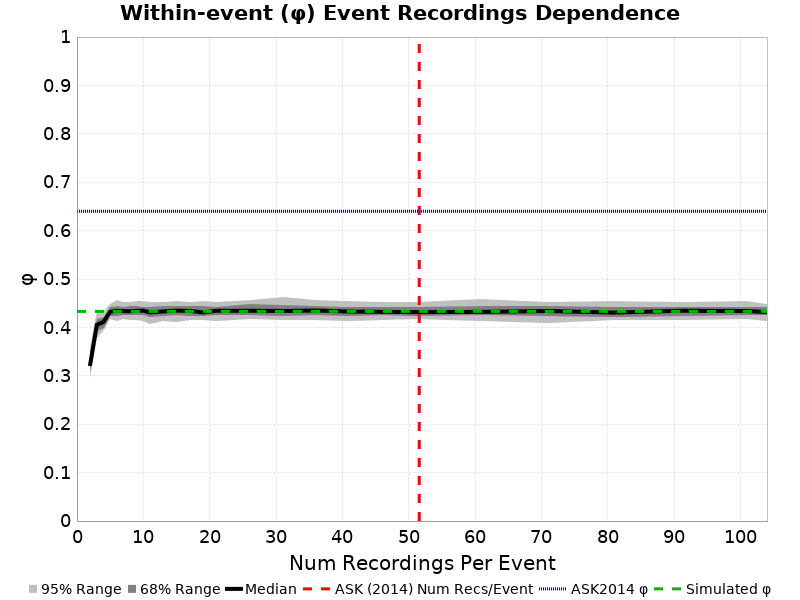 Within-event (φ) Event Recordings Dependence
1
0.9
0.8
0.7
0.6
0.5
0.4
0.3
0.2
0.1
0
φ
0 10 20 30 40 50 60 70 80 90 100
Num Recordings Per Event
95% Range 68% Range Median ASK (2014) Num Recs/Event ASK2014 φ Simulated φ